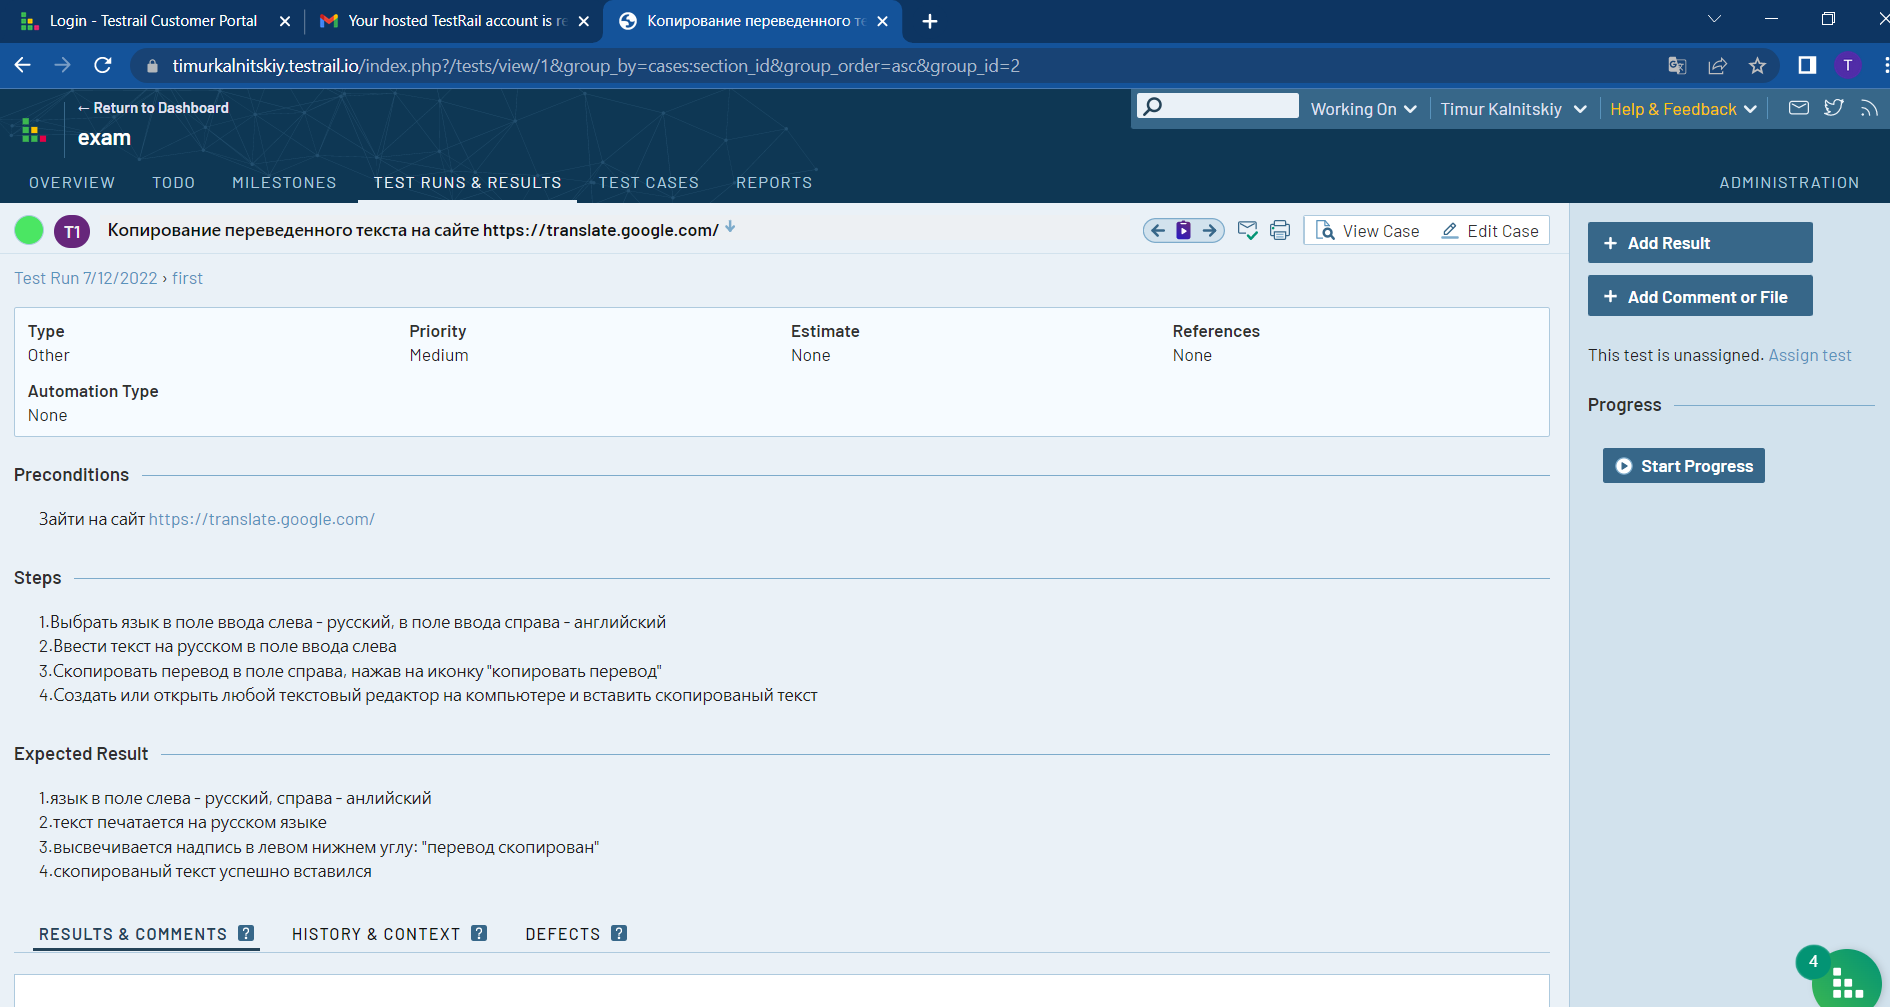 Login - Testrail Customer Portal
Your hosted TestRail account is re
Копирование переведенного те
timurkalnitskiy.testrail.io/index.php?/tests/view/1&group_by=cases:section_id&group_order=asc&group_id=2
T
← Return to Dashboard
exam
Working On
Timur Kalnitskiy
Help & Feedback
OVERVIEW
TODO
MILESTONES
TEST RUNS & RESULTS
TEST CASES
REPORTS
ADMINISTRATION
T1
Копирование переведенного текста на сайте https://translate.google.com/
View Case
Edit Case
Add Result
Test Run 7/12/2022 › first
Add Comment or File
Type
Other
Priority
Medium
Estimate
None
References
None
Automation Type
None
This test is unassigned. Assign test
Progress
Start Progress
Preconditions
Зайти на сайт https://translate.google.com/
Steps
1.Выбрать язык в поле ввода слева - русский, в поле ввода справа - английский
2.Ввести текст на русском в поле ввода слева
3.Скопировать перевод в поле справа, нажав на иконку "копировать перевод"
4.Создать или открыть любой текстовый редактор на компьютере и вставить скопированый текст
Expected Result
1.язык в поле слева - русский, справа - анлийский
2.текст печатается на русском языке
3.высвечивается надпись в левом нижнем углу: "перевод скопирован"
4.скопированый текст успешно вставился
RESULTS & COMMENTS ?
HISTORY & CONTEXT ?
DEFECTS ?
4